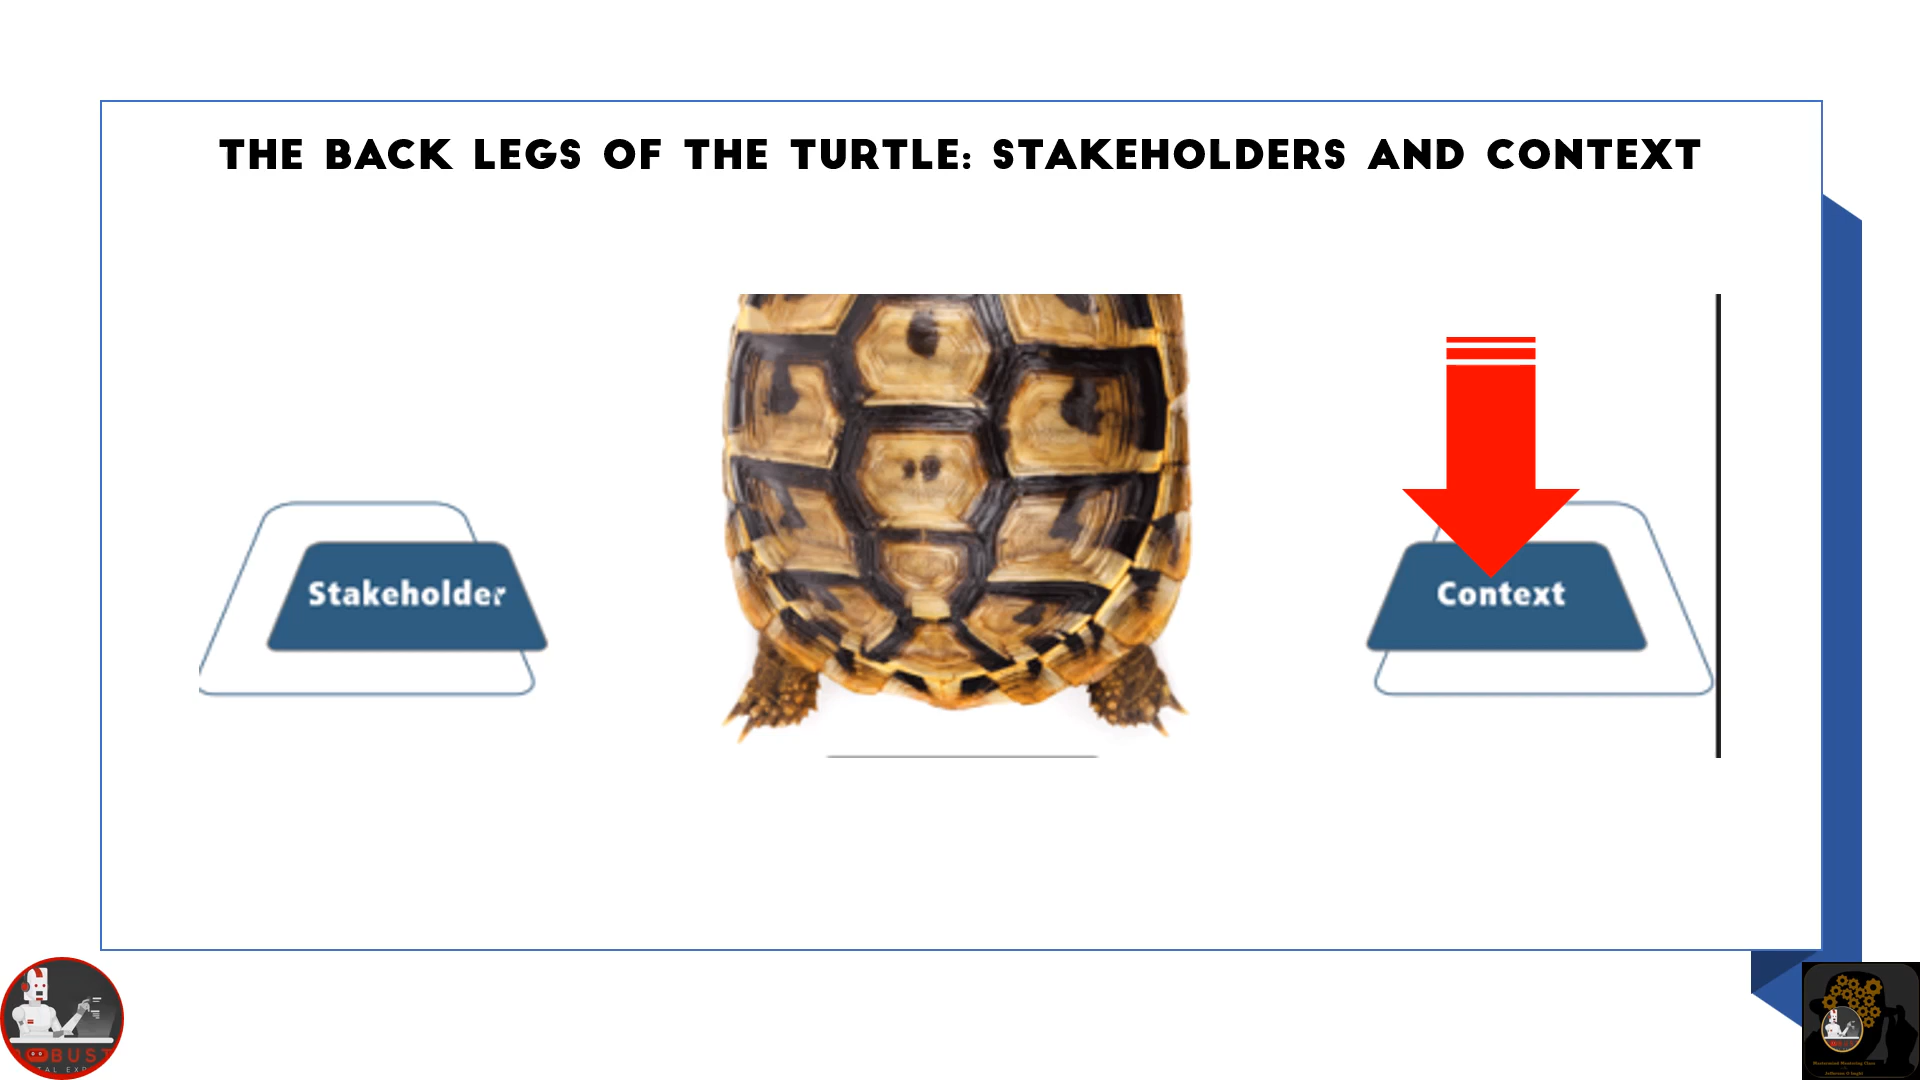 THE BACK LEGS OF THE TURTLE: STAKEHOLDERS AND CONTEXT
Stakeholder
Context